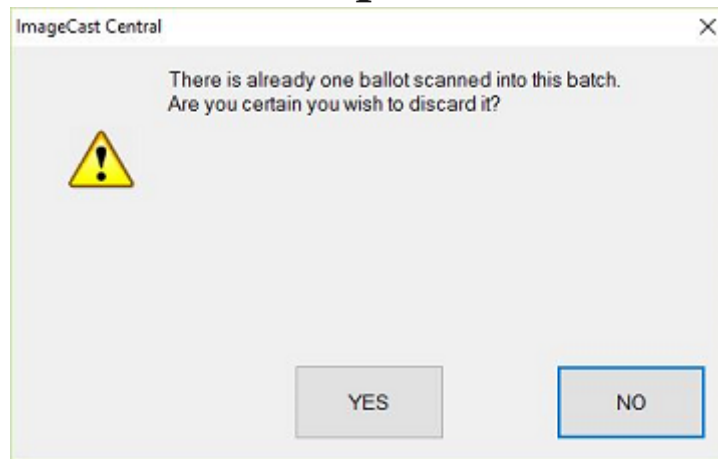 ImageCast Central
There is already one ballot scanned into this batch.
Are you certain you wish to discard it?
YES
NO